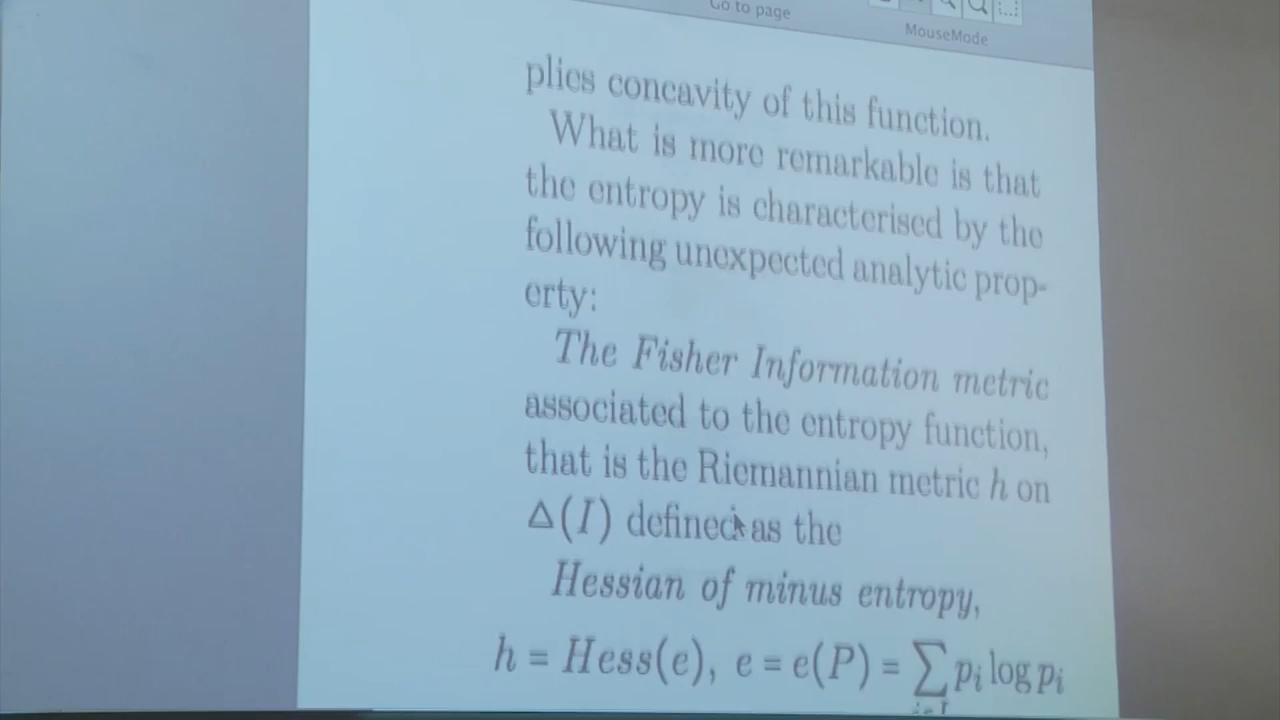 Go to page
MouseMode
plies concavity of this function.
What is more remarkable is that
the entropy is characterised by the
following unexpected analytic prop-
erty:
The Fisher Information metric
associated to the entropy function,
that is the Riemannian metric h on
Δ(I) defined as the
Hessian of minus entropy,
h = Hess(e), e = e(P) = ∑ p_i log p_i